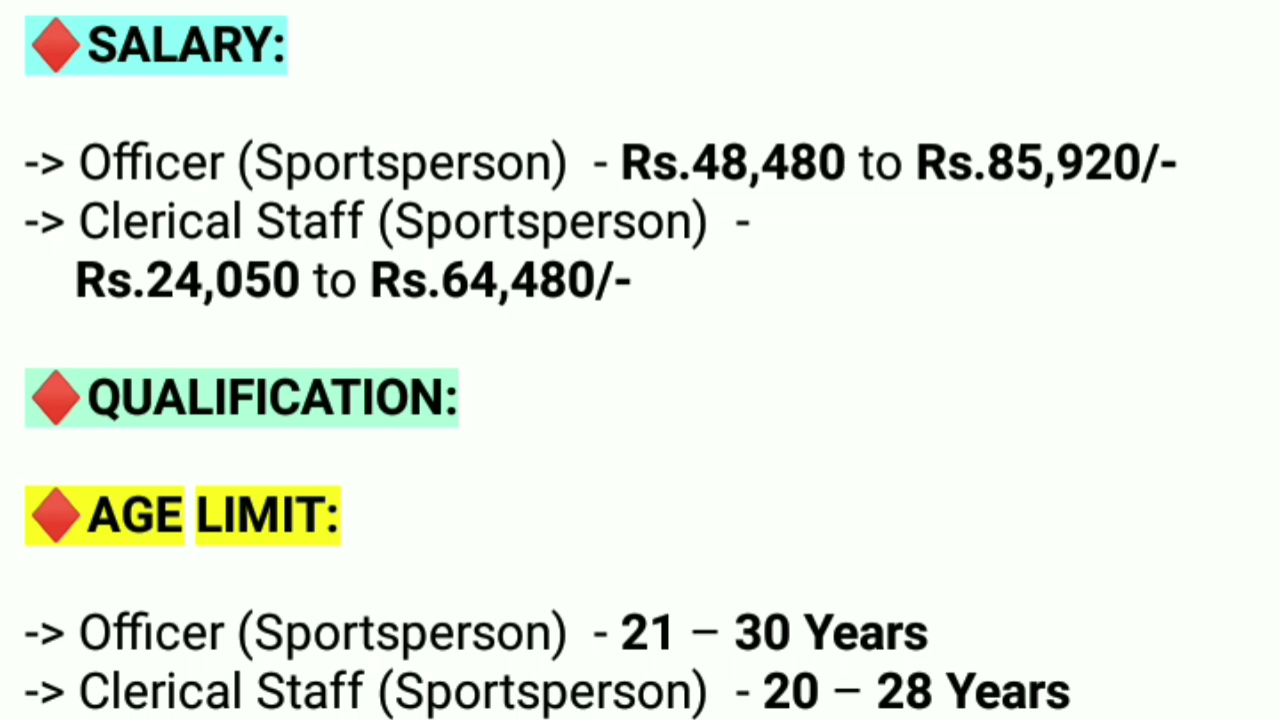 ♦️SALARY:
-> Officer (Sportsperson) - Rs.48,480 to Rs.85,920/-
-> Clerical Staff (Sportsperson) -
Rs.24,050 to Rs.64,480/-
♦️QUALIFICATION:
♦️AGE LIMIT:
-> Officer (Sportsperson) - 21 – 30 Years
-> Clerical Staff (Sportsperson) - 20 – 28 Years